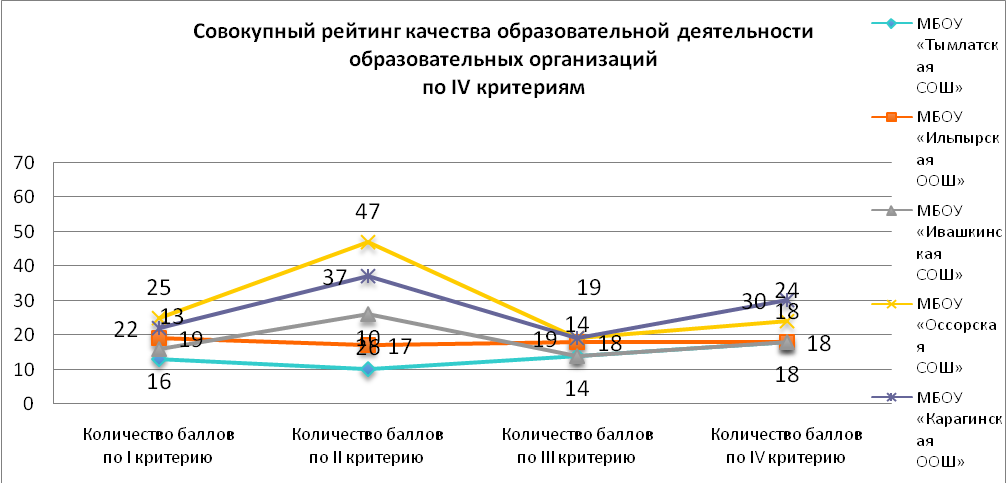 Совокупный рейтинг качества образовательной деятельности
образовательных организаций
по IV критериям
70
60
50
40
30
20
10
0
25
13
22
19
16
47
37
10
26
17
19
14
19
18
14
24
30
18
18
18
Количество баллов
по I критерию
Количество баллов
по II критерию
Количество баллов
по III критерию
Количество баллов
по IV критерию
МБОУ
«Тымлатск
ая
СОШ»
МБОУ
«Ильпырск
ая
ООШ»
МБОУ
«Ивашкинс
кая
СОШ»
МБОУ
«Оссорска
я
СОШ»
МБОУ
«Карагинск
ая
ООШ»